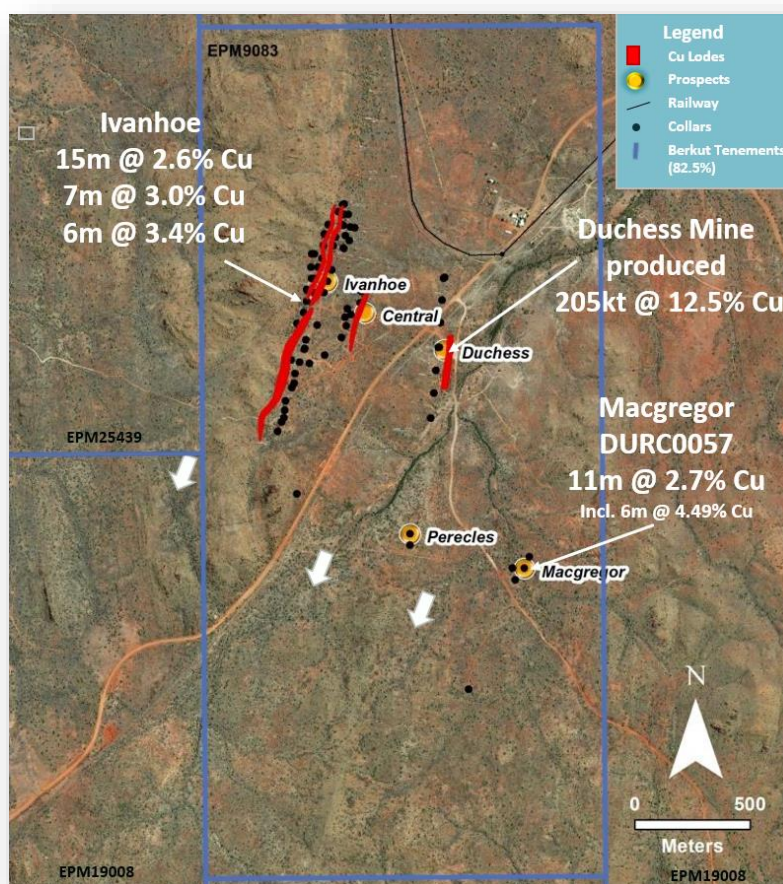 EPM9083
Legend
Cu Lodes
Prospects
Railway
Collars
Berkut Tenements
(82.5%)
Ivanhoe
15m @ 2.6% Cu
7m @ 3.0% Cu
6m @ 3.4% Cu
Duchess Mine
produced
205kt @ 12.5% Cu
Ivanhoe
Central
Duchess
Macgregor
DURC0057
11m @ 2.7% Cu
Incl. 6m @ 4.49% Cu
EPM25439
Perecles
Macgregor
N
0 500
Meters
EPM19008
EPM19008